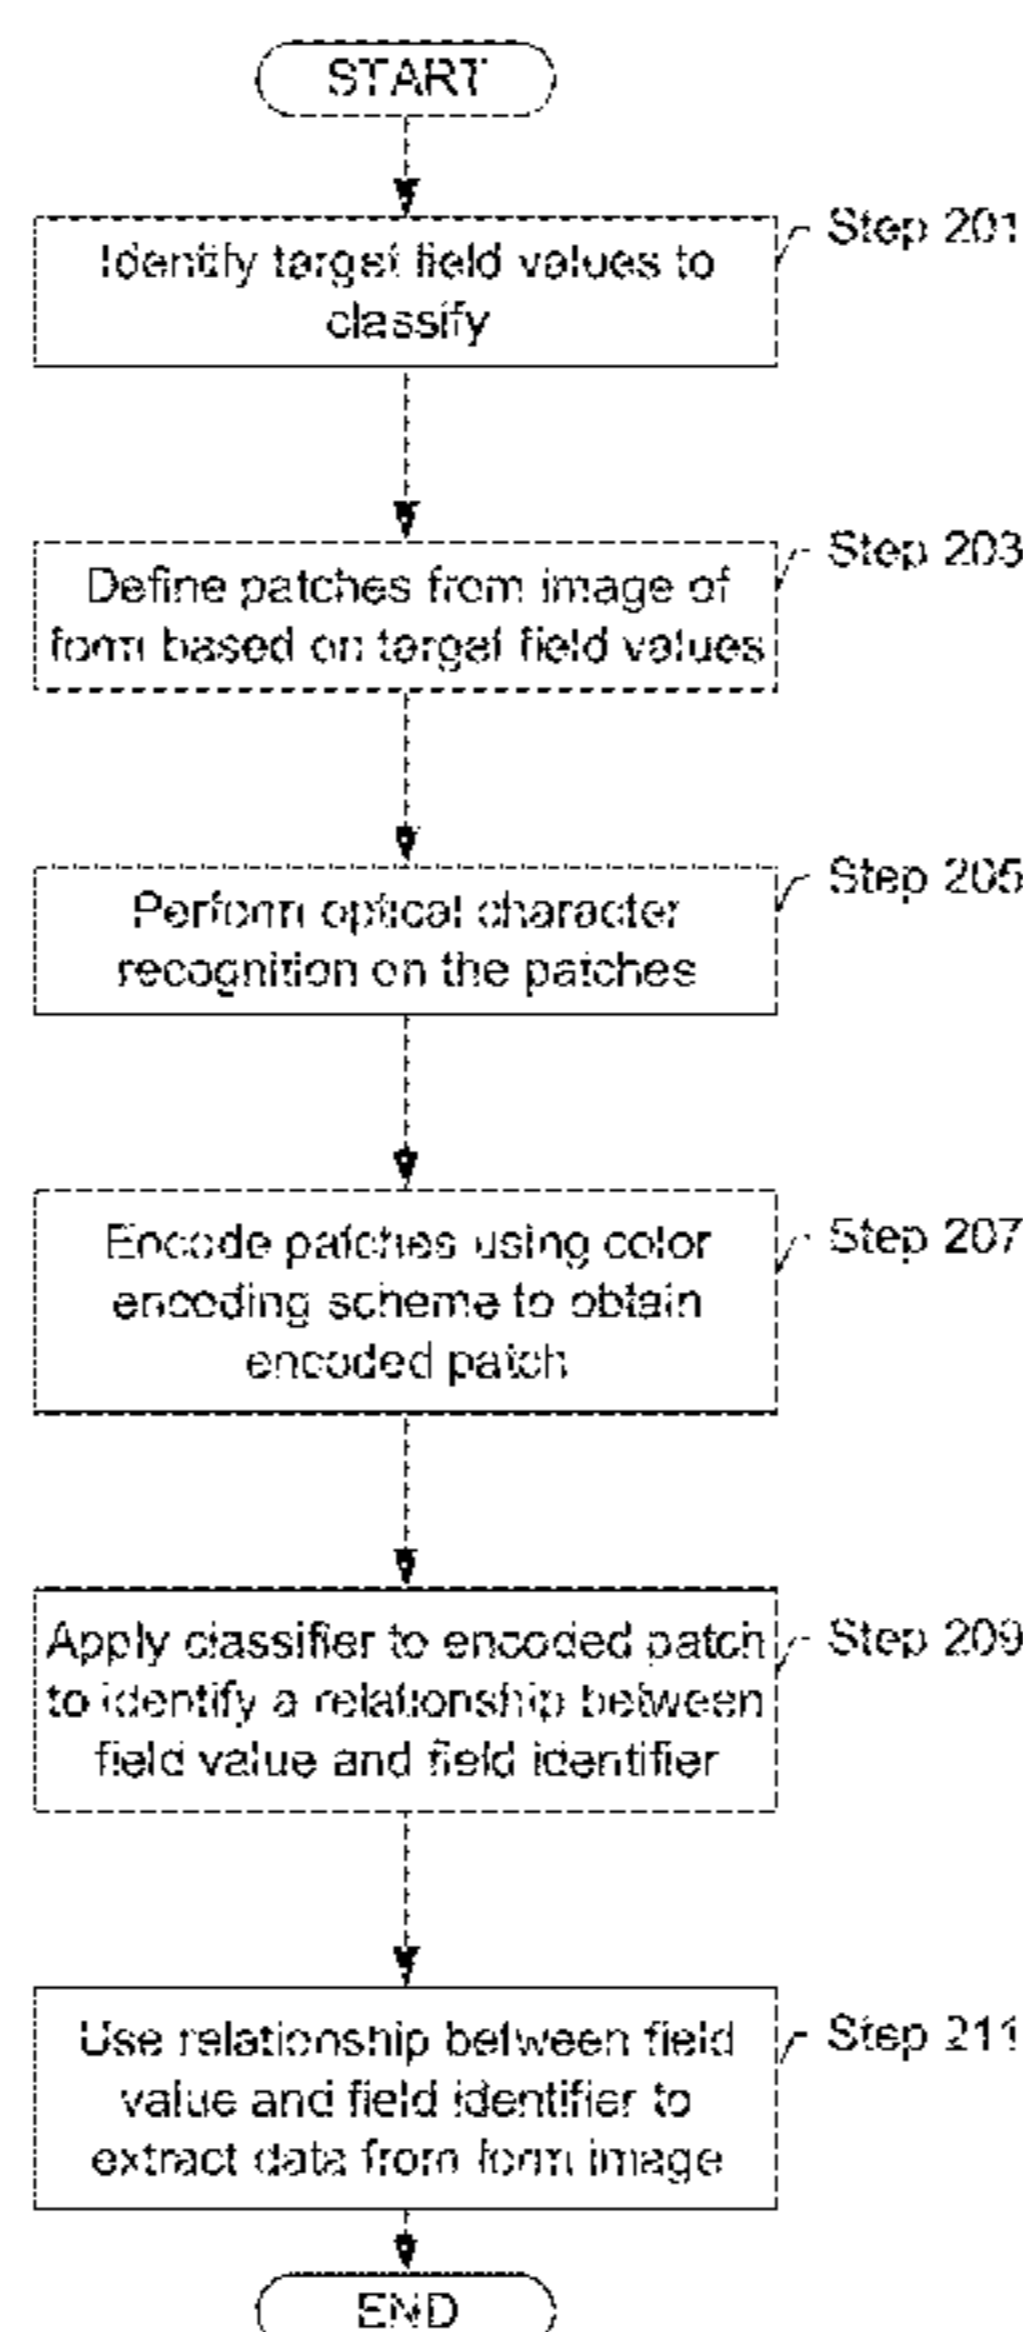 START
Step 201
Identify target field values to
classify
Step 203
Define patches from image of
form based on target field values
Step 205
Perform optical character
recognition on the patches
Step 207
Encode patches using color
encoding scheme to obtain
encoded patch
Step 209
Apply classifier to encoded patch
to identify a relationship between
field value and field identifier
Step 211
Use relationship between field
value and field identifier to
extract data from form image
END